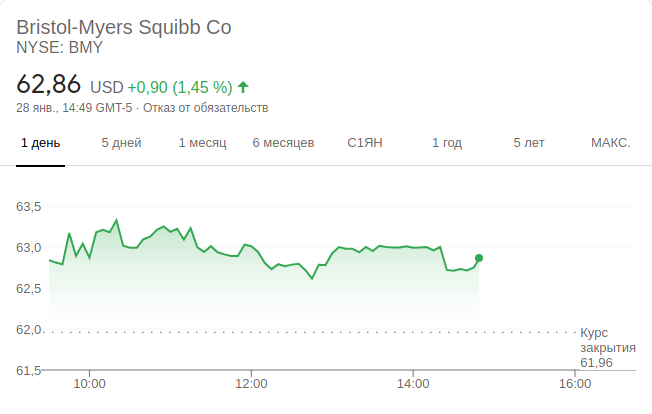 Bristol-Myers Squibb Co
NYSE: BMY
62,86 USD +0,90 (1,45 %)
28 янв., 14:49 GMT-5 · Отказ от обязательств
1 день 5 дней 1 месяц 6 месяцев С1ЯН 1 год 5 лет МАКС.
63,5
63,0
62,5
62,0
Курс
закрытия
61,96
61,5
10:00 12:00 14:00 16:00